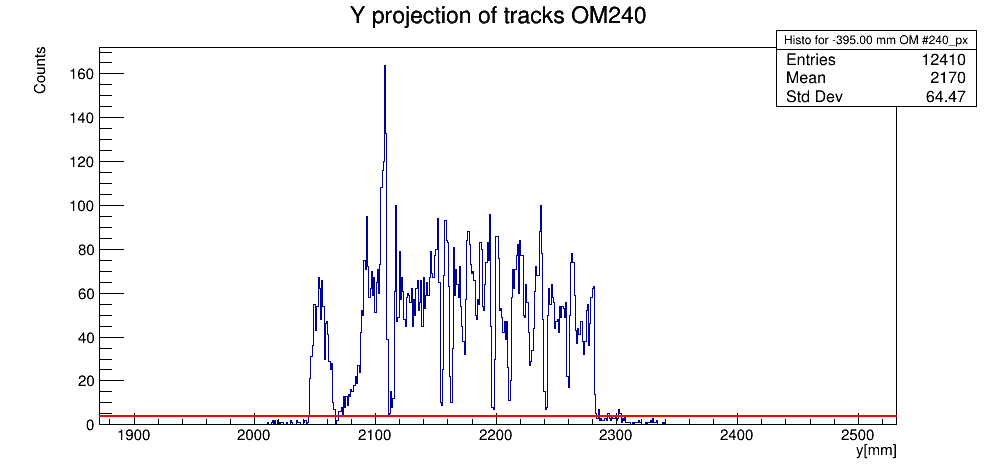 Y projection of tracks OM240
Histo for -395.00 mm OM #240_px
Entries 12410
Mean 2170
Std Dev 64.47
Counts
160
140
120
100
80
60
40
20
0
1900 2000 2100 2200 2300 2400 2500
y[mm]